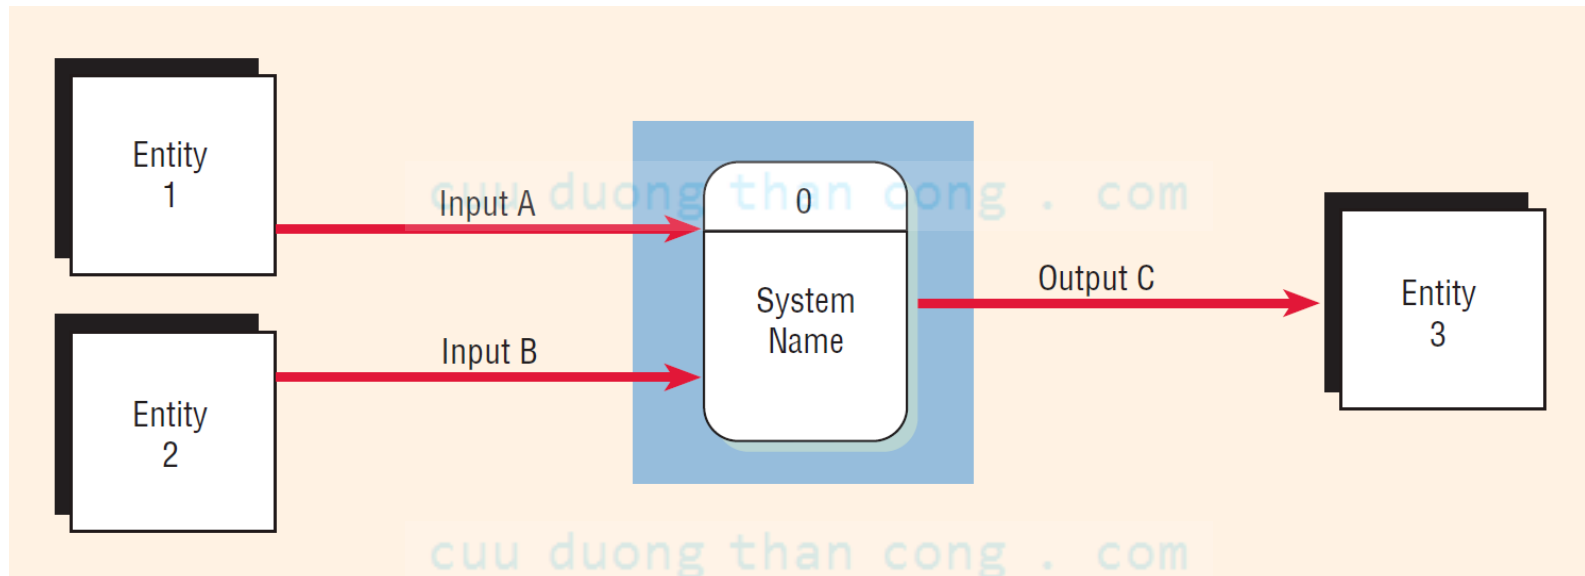 Entity
1
Input A
0
cuu duong than cong . com
System
Name
Output C
Entity
3
Input B
Entity
2
cuu duong than cong . com